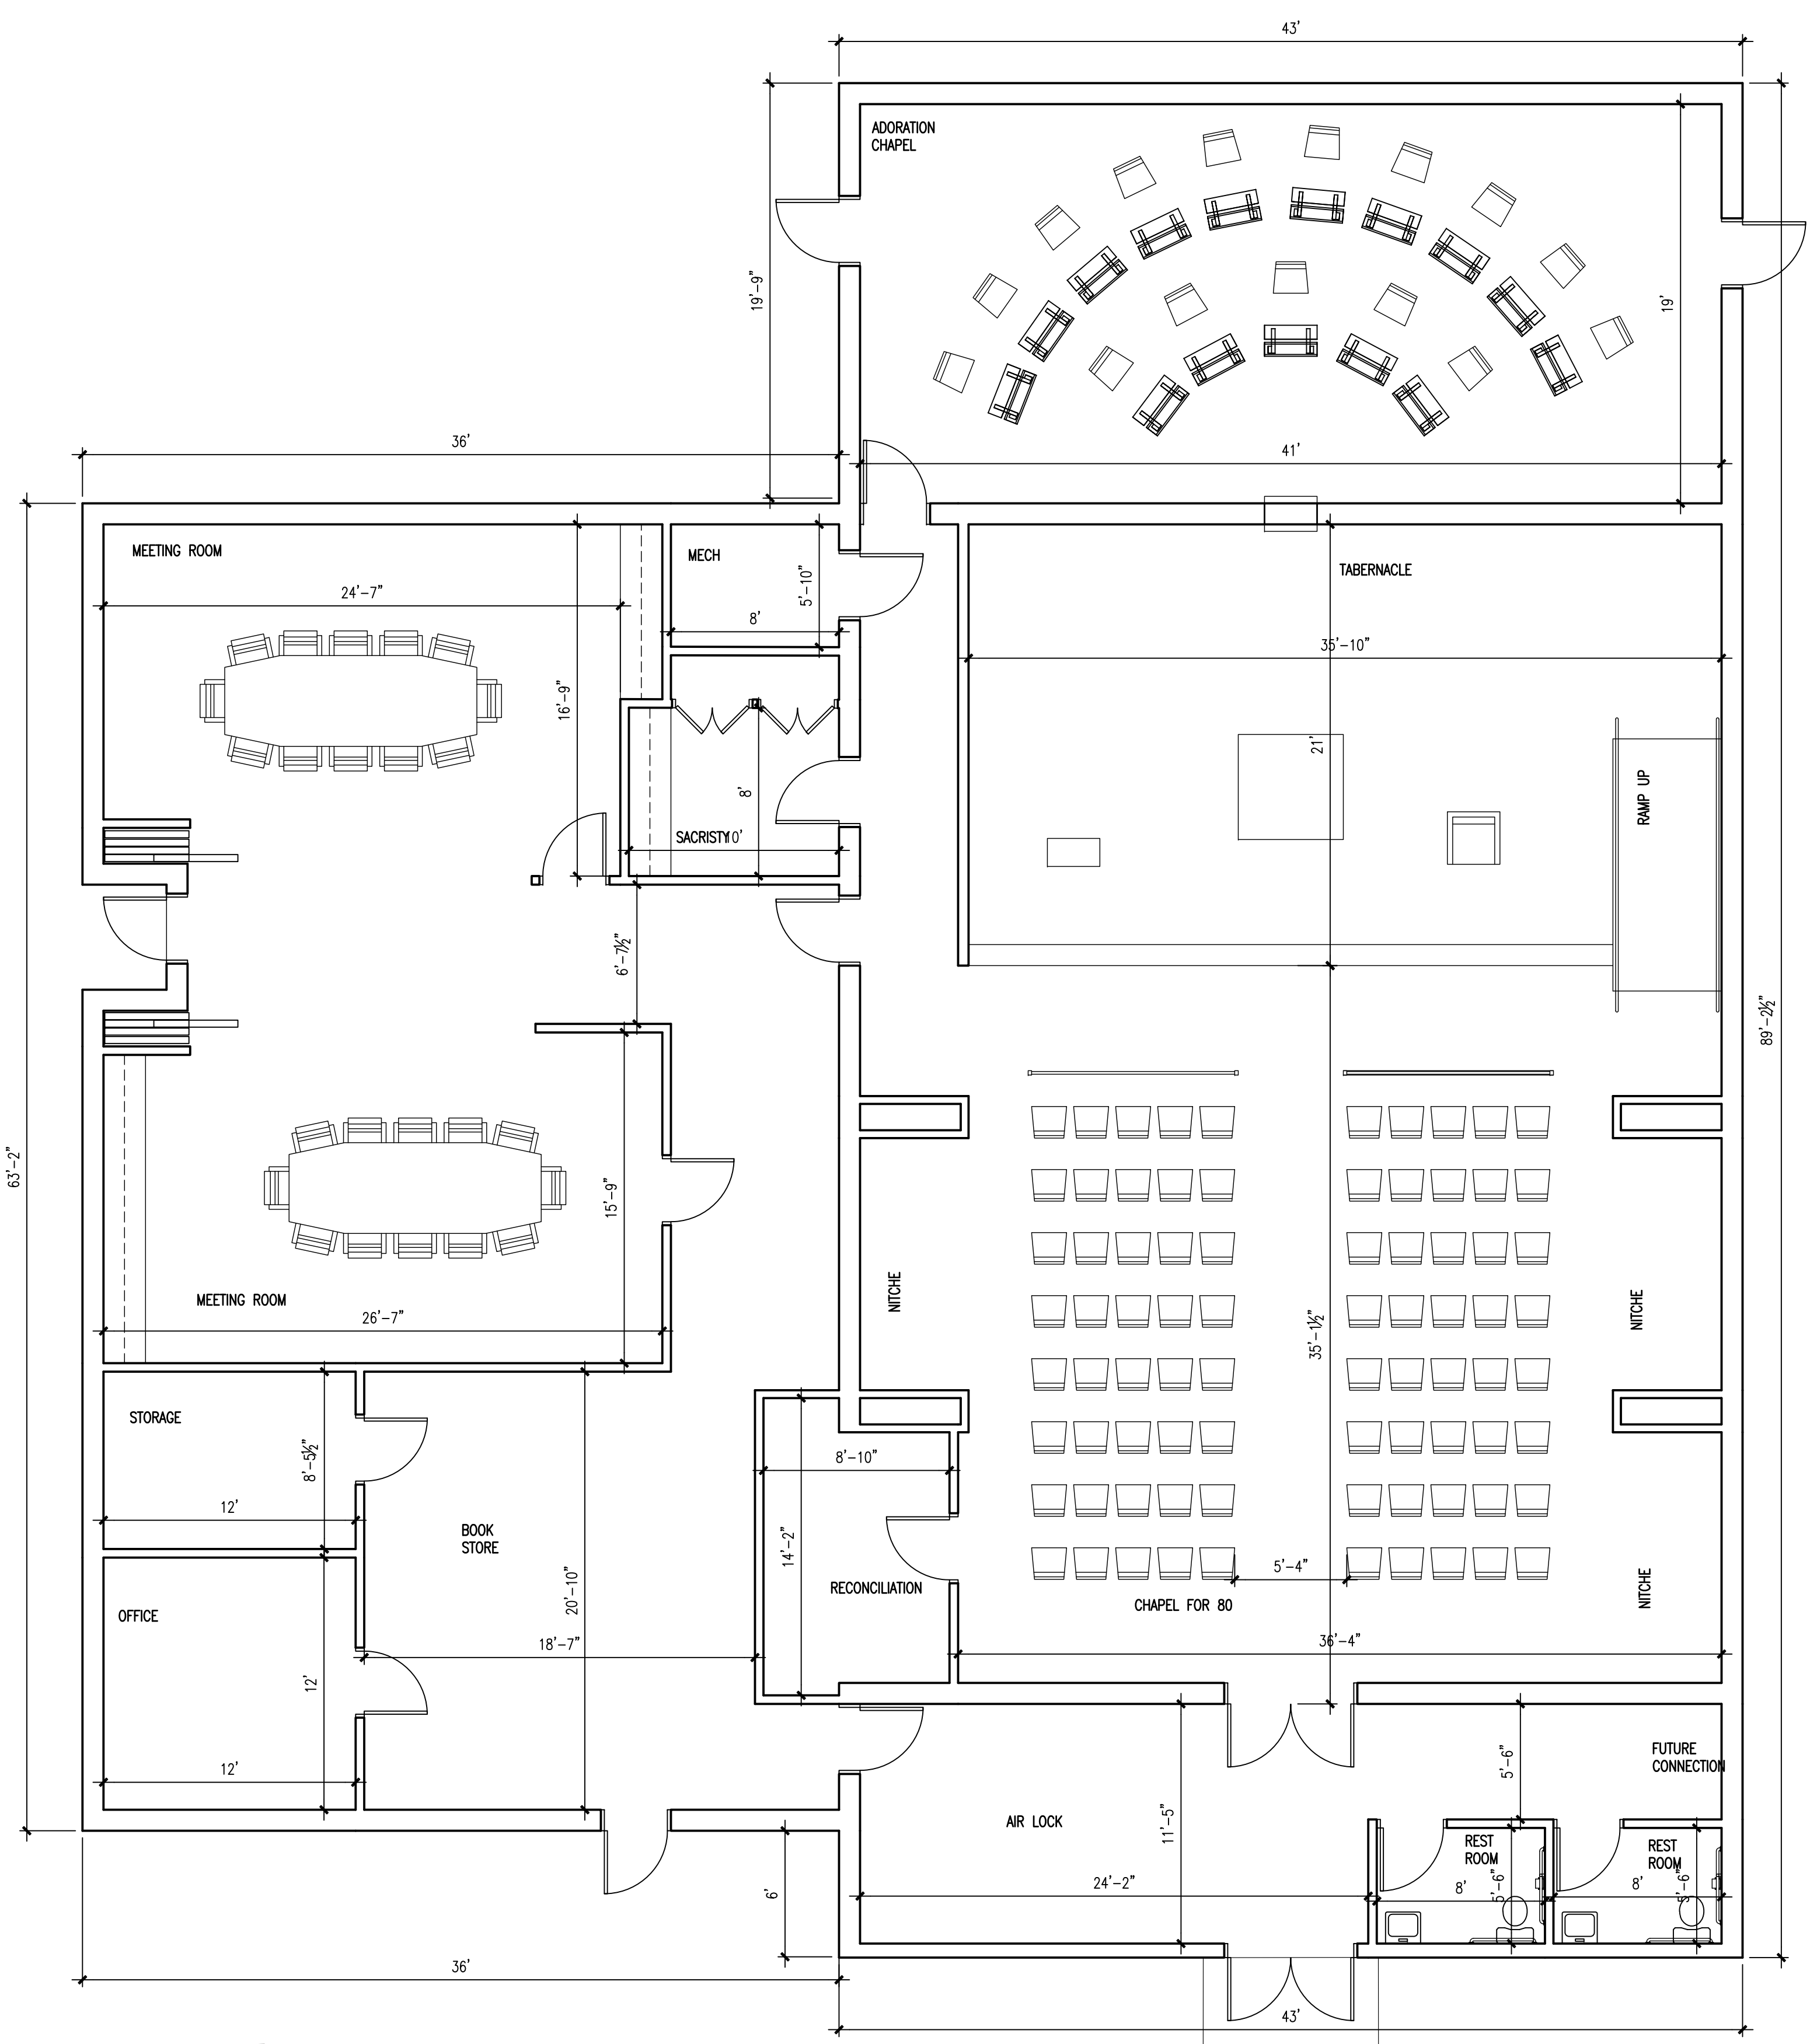 43'
ADORATION
CHAPEL
19'-9"
19'
36'
41'
MEETING ROOM
MECH
TABERNACLE
24'-7"
5'-10"
8'
35'-10"
16'-9"
21'
RAMP UP
8'
SACRISTY
10'
6'-7½"
89'-2½"
63'-2"
15'-9"
NITCHE
NITCHE
MEETING ROOM
26'-7"
35'-1½"
STORAGE
8'-5½"
8'-10"
12'
BOOK
STORE
14'-2"
5'-4"
RECONCILIATION
NITCHE
OFFICE
20'-10"
CHAPEL FOR 80
18'-7"
36'-4"
12'
12'
FUTURE
CONNECTION
5'-6"
AIR LOCK
11'-5"
REST
ROOM
REST
ROOM
24'-2"
8'
5'-6"
8'
5'-6"
6'
36'
43'